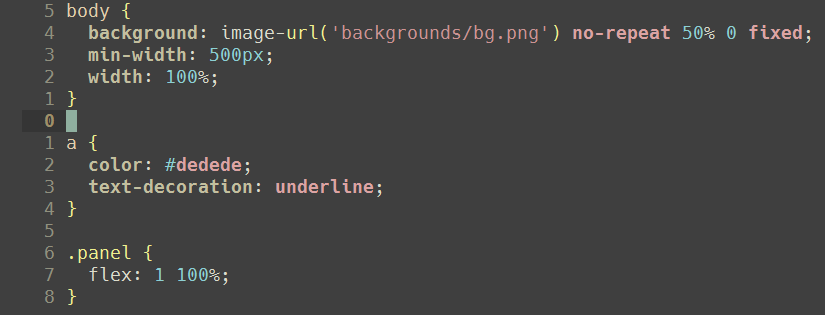 5 body {
4   background: image-url('backgrounds/bg.png') no-repeat 50% 0 fixed;
3   min-width: 500px;
2   width: 100%;
1 }
0
1 a {
2   color: #dedede;
3   text-decoration: underline;
4 }
5
6 .panel {
7   flex: 1 100%;
8 }